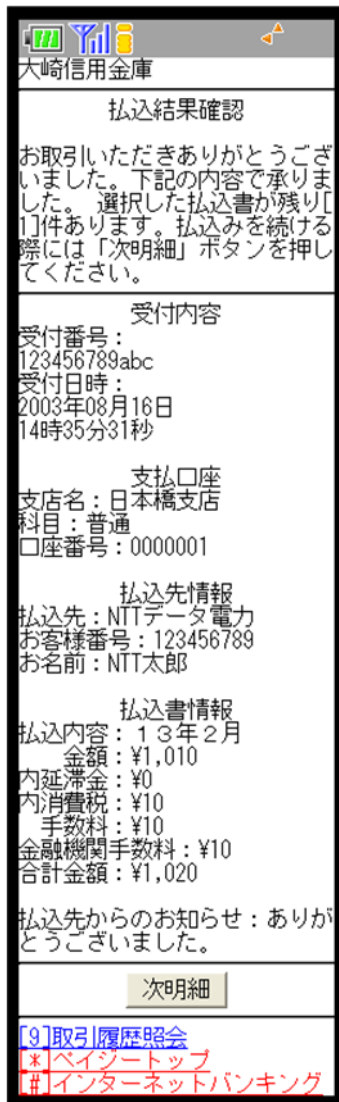 大崎信用金庫
払込結果確認
お取引いただきありがとうござ
いました。下記の内容で承りま
した。 選択した払込書が残り[
1]件あります。払込みを続ける
際には「次明細」ボタンを押し
てください。
受付内容
受付番号：
123456789abc
受付日時：
2003年08月16日
14時35分31秒
支払口座
支店名：日本橋支店
科目：普通
口座番号：0000001
払込先情報
払込先：NTTデータ電力
お客様番号：123456789
お名前：NTT太郎
払込書情報
払込内容：１３年２月
金額：¥1,010
内延滞金：¥0
内消費税：¥10
手数料：¥10
金融機関手数料：¥10
合計金額：¥1,020
払込先からのお知らせ：ありが
とうございました。
次明細
[9]取引履歴照会
[*]ペイジートップ
[#]インターネットバンキング